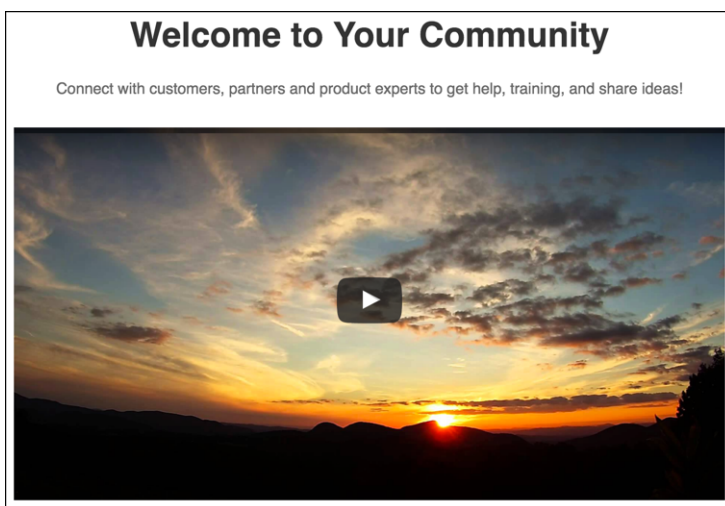 Welcome to Your Community
Connect with customers, partners and product experts to get help, training, and share ideas!